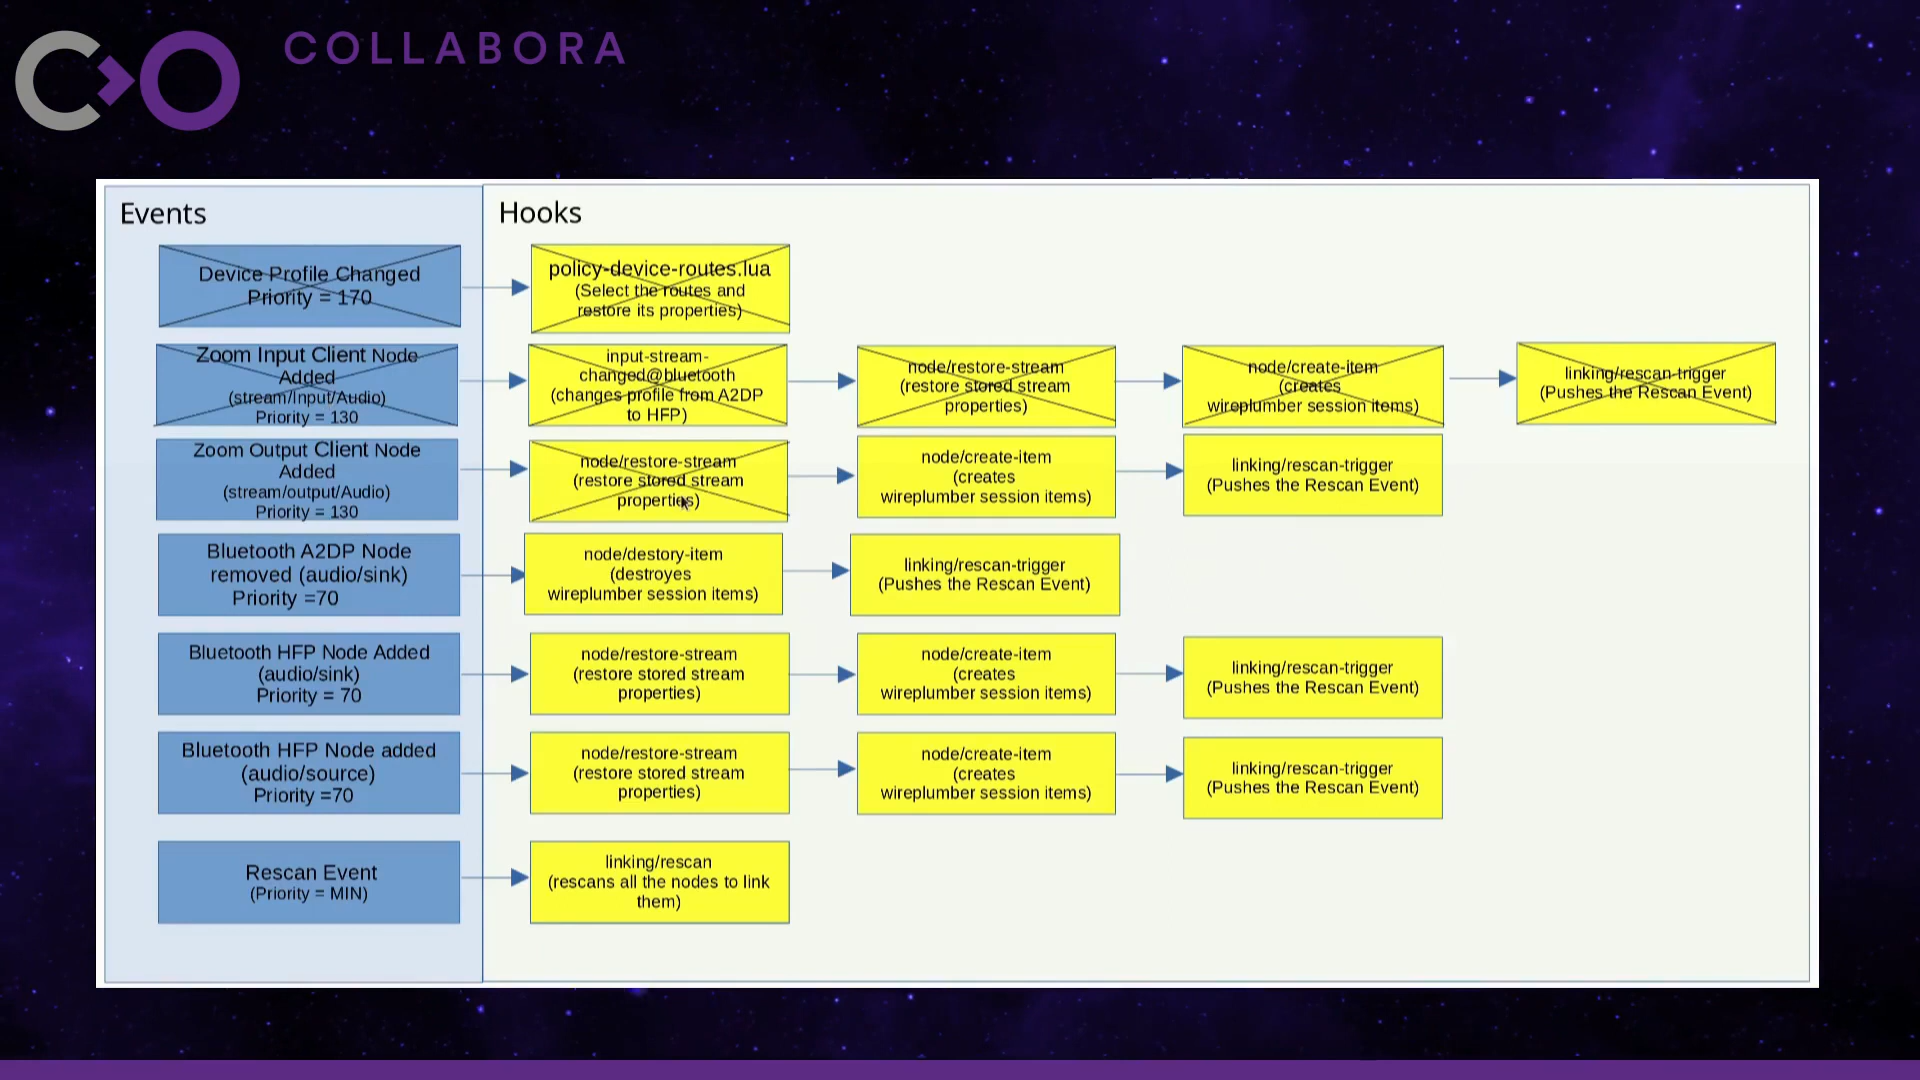 COLLABORA
Events
Hooks
Device Profile Changed
Priority = 170
policy-device-routes.lua
(Select the routes and
restore its properties)
Zoom Input Client Node
Added
(stream/Input/Audio)
Priority = 130
input-stream-
changed@bluetooth
(changes profile from A2DP
to HFP)
node/restore-stream
(restore stored stream
properties)
node/create-item
(creates
wireplumber session items)
linking/rescan-trigger
(Pushes the Rescan Event)
Zoom Output Client Node
Added
(stream/output/Audio)
Priority = 130
node/restore-stream
(restore stored stream
properties)
node/create-item
(creates
wireplumber session items)
linking/rescan-trigger
(Pushes the Rescan Event)
Bluetooth A2DP Node
removed (audio/sink)
Priority =70
node/destory-item
(destroyes
wireplumber session items)
linking/rescan-trigger
(Pushes the Rescan Event)
Bluetooth HFP Node Added
(audio/sink)
Priority = 70
node/restore-stream
(restore stored stream
properties)
node/create-item
(creates
wireplumber session items)
linking/rescan-trigger
(Pushes the Rescan Event)
Bluetooth HFP Node added
(audio/source)
Priority =70
node/restore-stream
(restore stored stream
properties)
node/create-item
(creates
wireplumber session items)
linking/rescan-trigger
(Pushes the Rescan Event)
Rescan Event
(Priority = MIN)
linking/rescan
(rescans all the nodes to link
them)